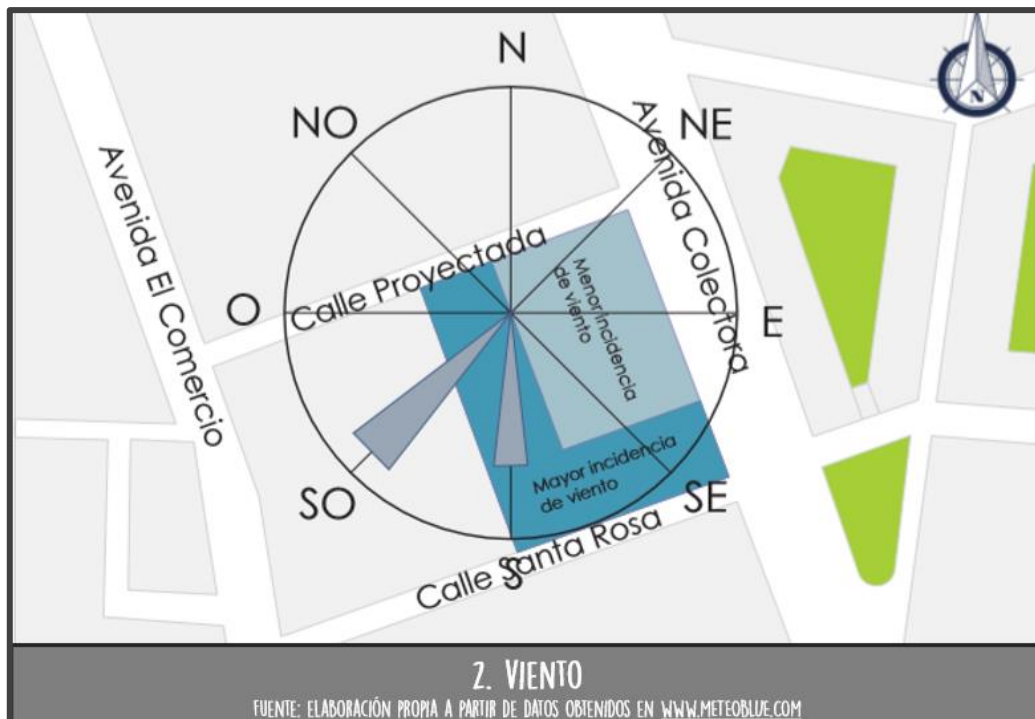 N
NO
NE
N
Avenida El Comercio
Avenida Colectora
Calle Proyectada
Menor incidencia
de viento
O
E
Mayor incidencia
de viento
SO
SE
Calle Santa Rosa
S
2. VIENTO
FUENTE: ELABORACIÓN PROPIA A PARTIR DE DATOS OBTENIDOS EN WWW.METEOBLUE.COM